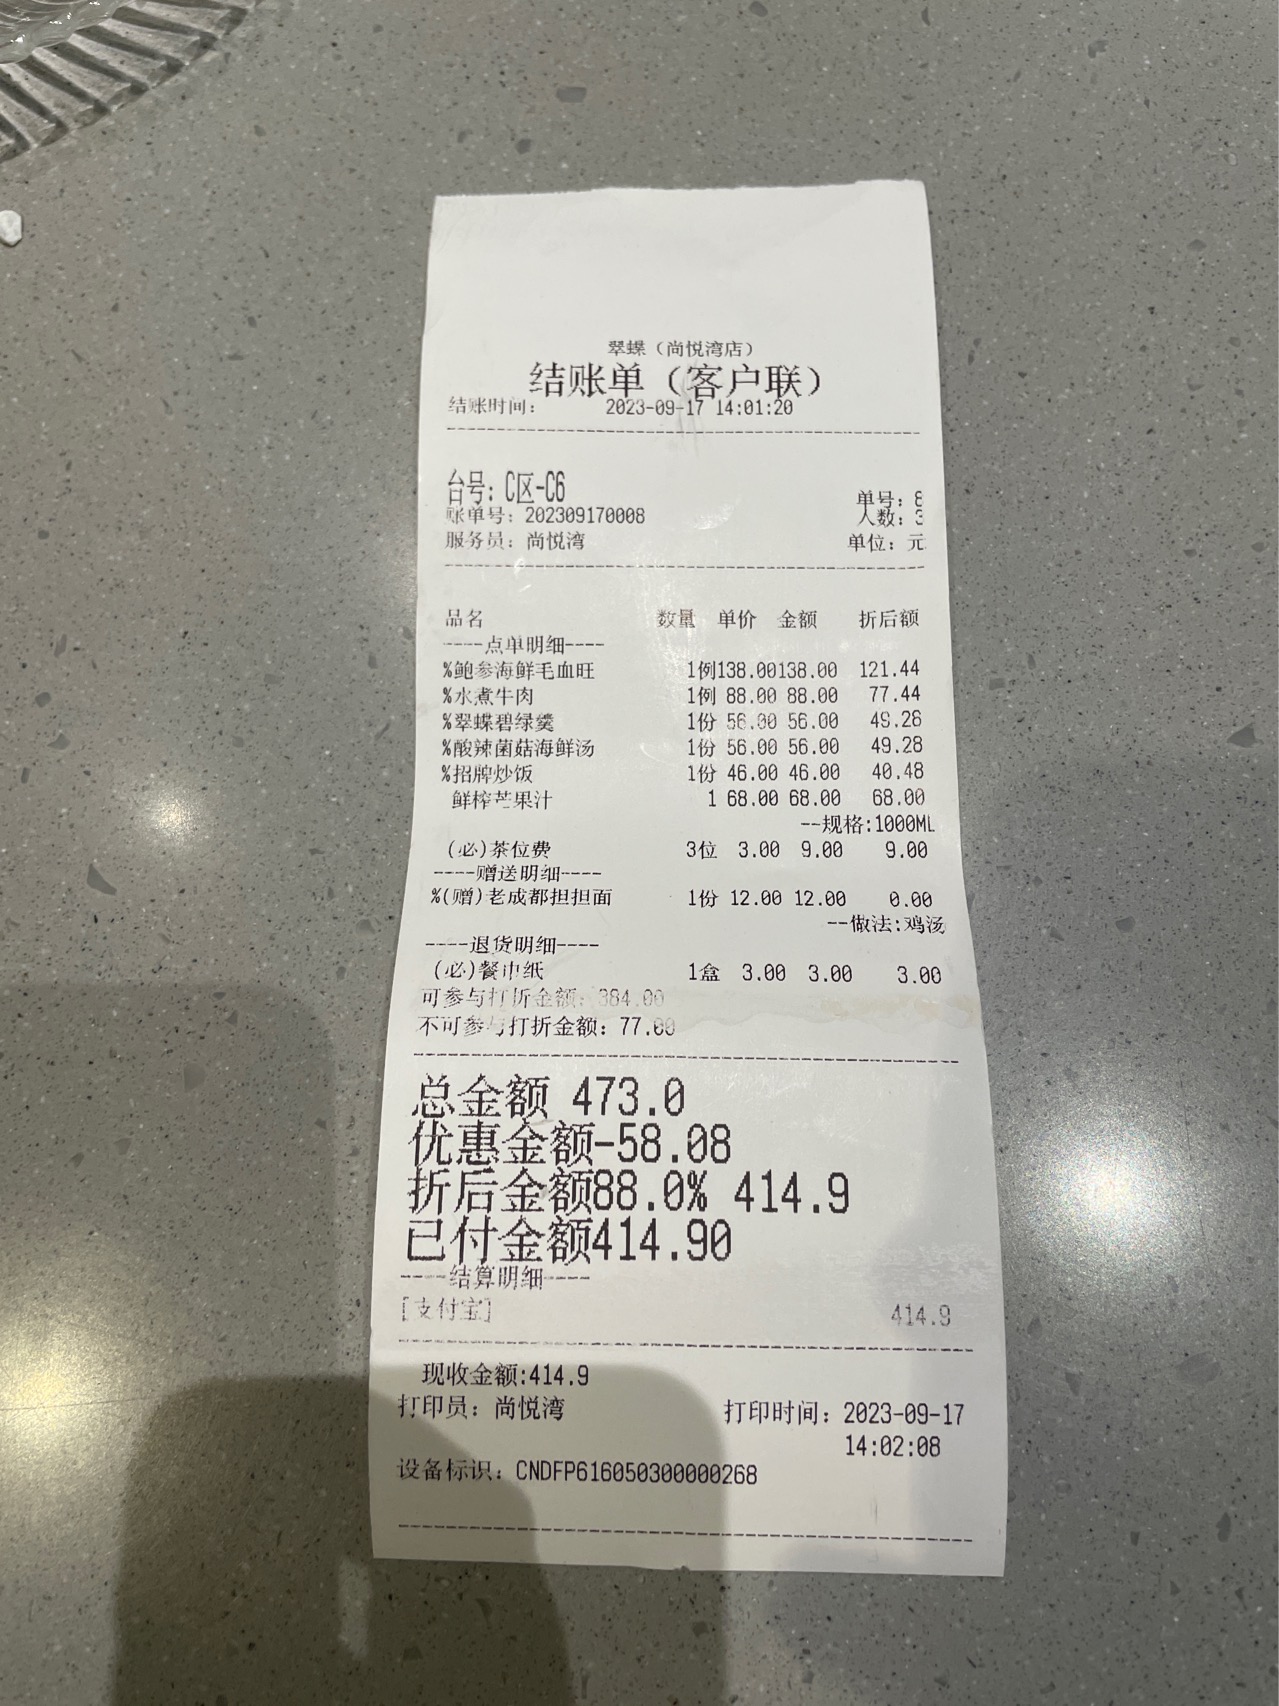 翠蝶（尚悦湾店）
结账单（客户联）
结账时间： 2023-09-17 14:01:20
台号：C区-C6 单号：8
账单号：202309170008 人数：3
服务员：尚悦湾 单位：元
品名 数量 单价 金额 折后额
----点单明细----
%鲍参海鲜毛血旺 1例138.00138.00 121.44
%水煮牛肉 1例 88.00 88.00 77.44
%翠蝶碧绿羹 1份 56.00 56.00 49.28
%酸辣菌菇海鲜汤 1份 56.00 56.00 49.28
%招牌炒饭 1份 46.00 46.00 40.48
鲜榨芒果汁 1 68.00 68.00 68.00
--规格:1000ML
(必)茶位费 3位 3.00 9.00 9.00
----赠送明细----
%(赠)老成都担担面 1份 12.00 12.00 0.00
--做法:鸡汤
----退货明细----
(必)餐巾纸 1盒 3.00 3.00 3.00
可参与打折金额：384.00
不可参与打折金额：77.00
总金额 473.0
优惠金额-58.08
折后金额88.0% 414.9
已付金额414.90
----结算明细----
[支付宝] 414.9
现收金额:414.9
打印员：尚悦湾 打印时间：2023-09-17
14:02:08
设备标识：CNDFP616050300000268